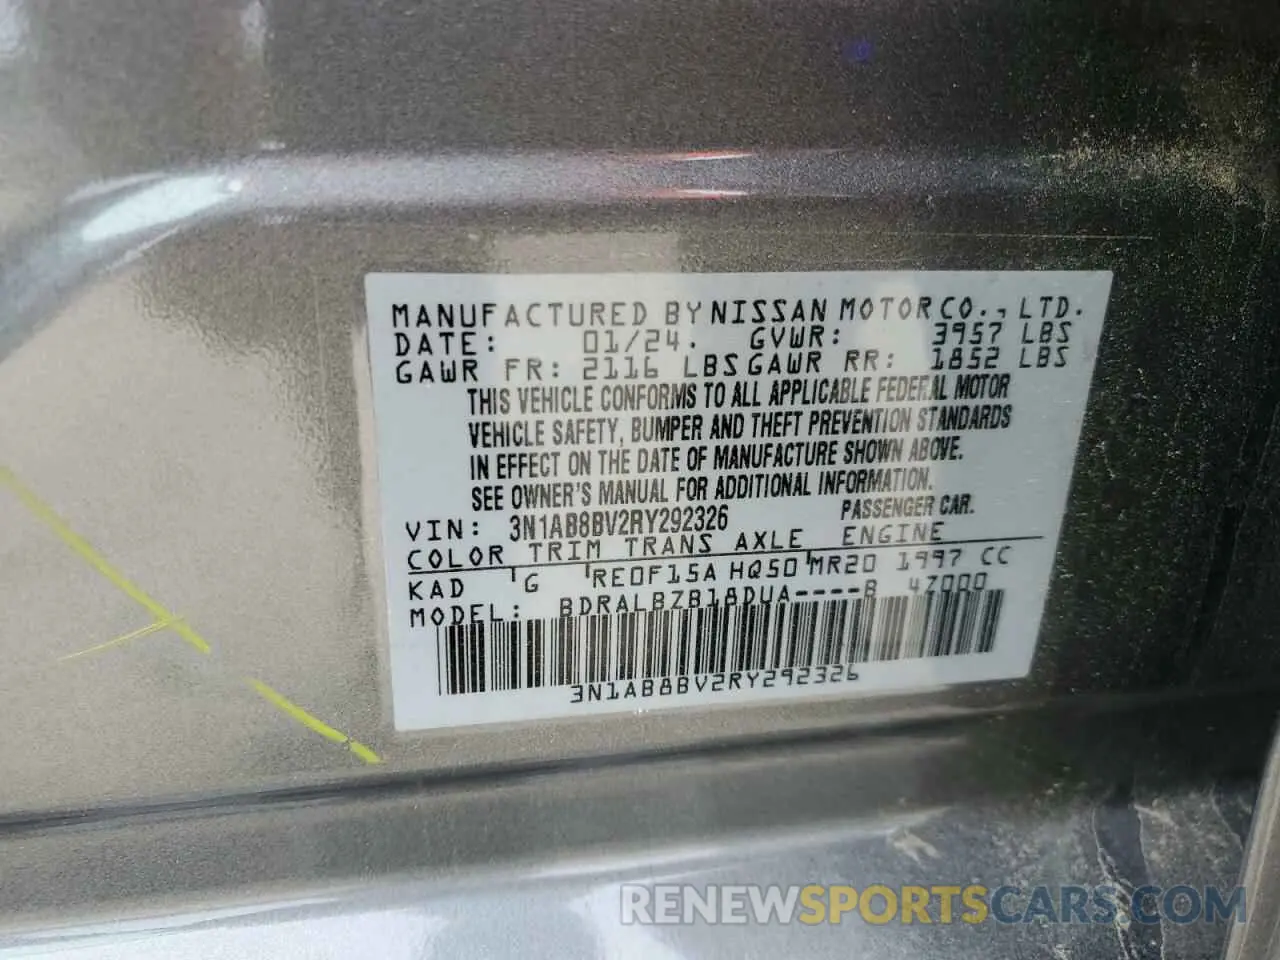 MANUFACTURED BY NISSAN MOTOR CO., LTD.
DATE: 01/24. GVWR: 3957 LBS
GAWR FR: 2116 LBS GAWR RR: 1852 LBS
THIS VEHICLE CONFORMS TO ALL APPLICABLE FEDERAL MOTOR
VEHICLE SAFETY, BUMPER AND THEFT PREVENTION STANDARDS
IN EFFECT ON THE DATE OF MANUFACTURE SHOWN ABOVE.
SEE OWNER'S MANUAL FOR ADDITIONAL INFORMATION.
VIN: 3N1AB8BV2RY292326 PASSENGER CAR.
COLOR TRIM TRANS AXLE ENGINE
KAD G RE0F15A HQ50 MR20 1997 CC
MODEL: BDRALBZB18DUA----B 4Z000
3N1AB8BV2RY292326
RENEWSPORTSCARS.COM